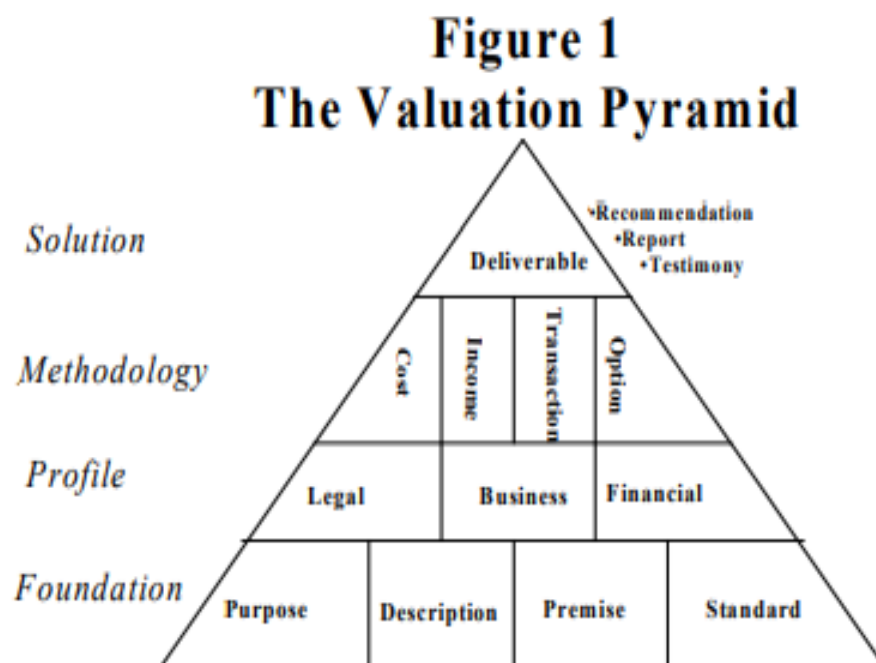 Figure 1
The Valuation Pyramid
Solution
Deliverable
•Recommendation
•Report
•Testimony
Methodology
Cost
Income
Transaction
Option
Profile
Legal
Business
Financial
Foundation
Purpose
Description
Premise
Standard